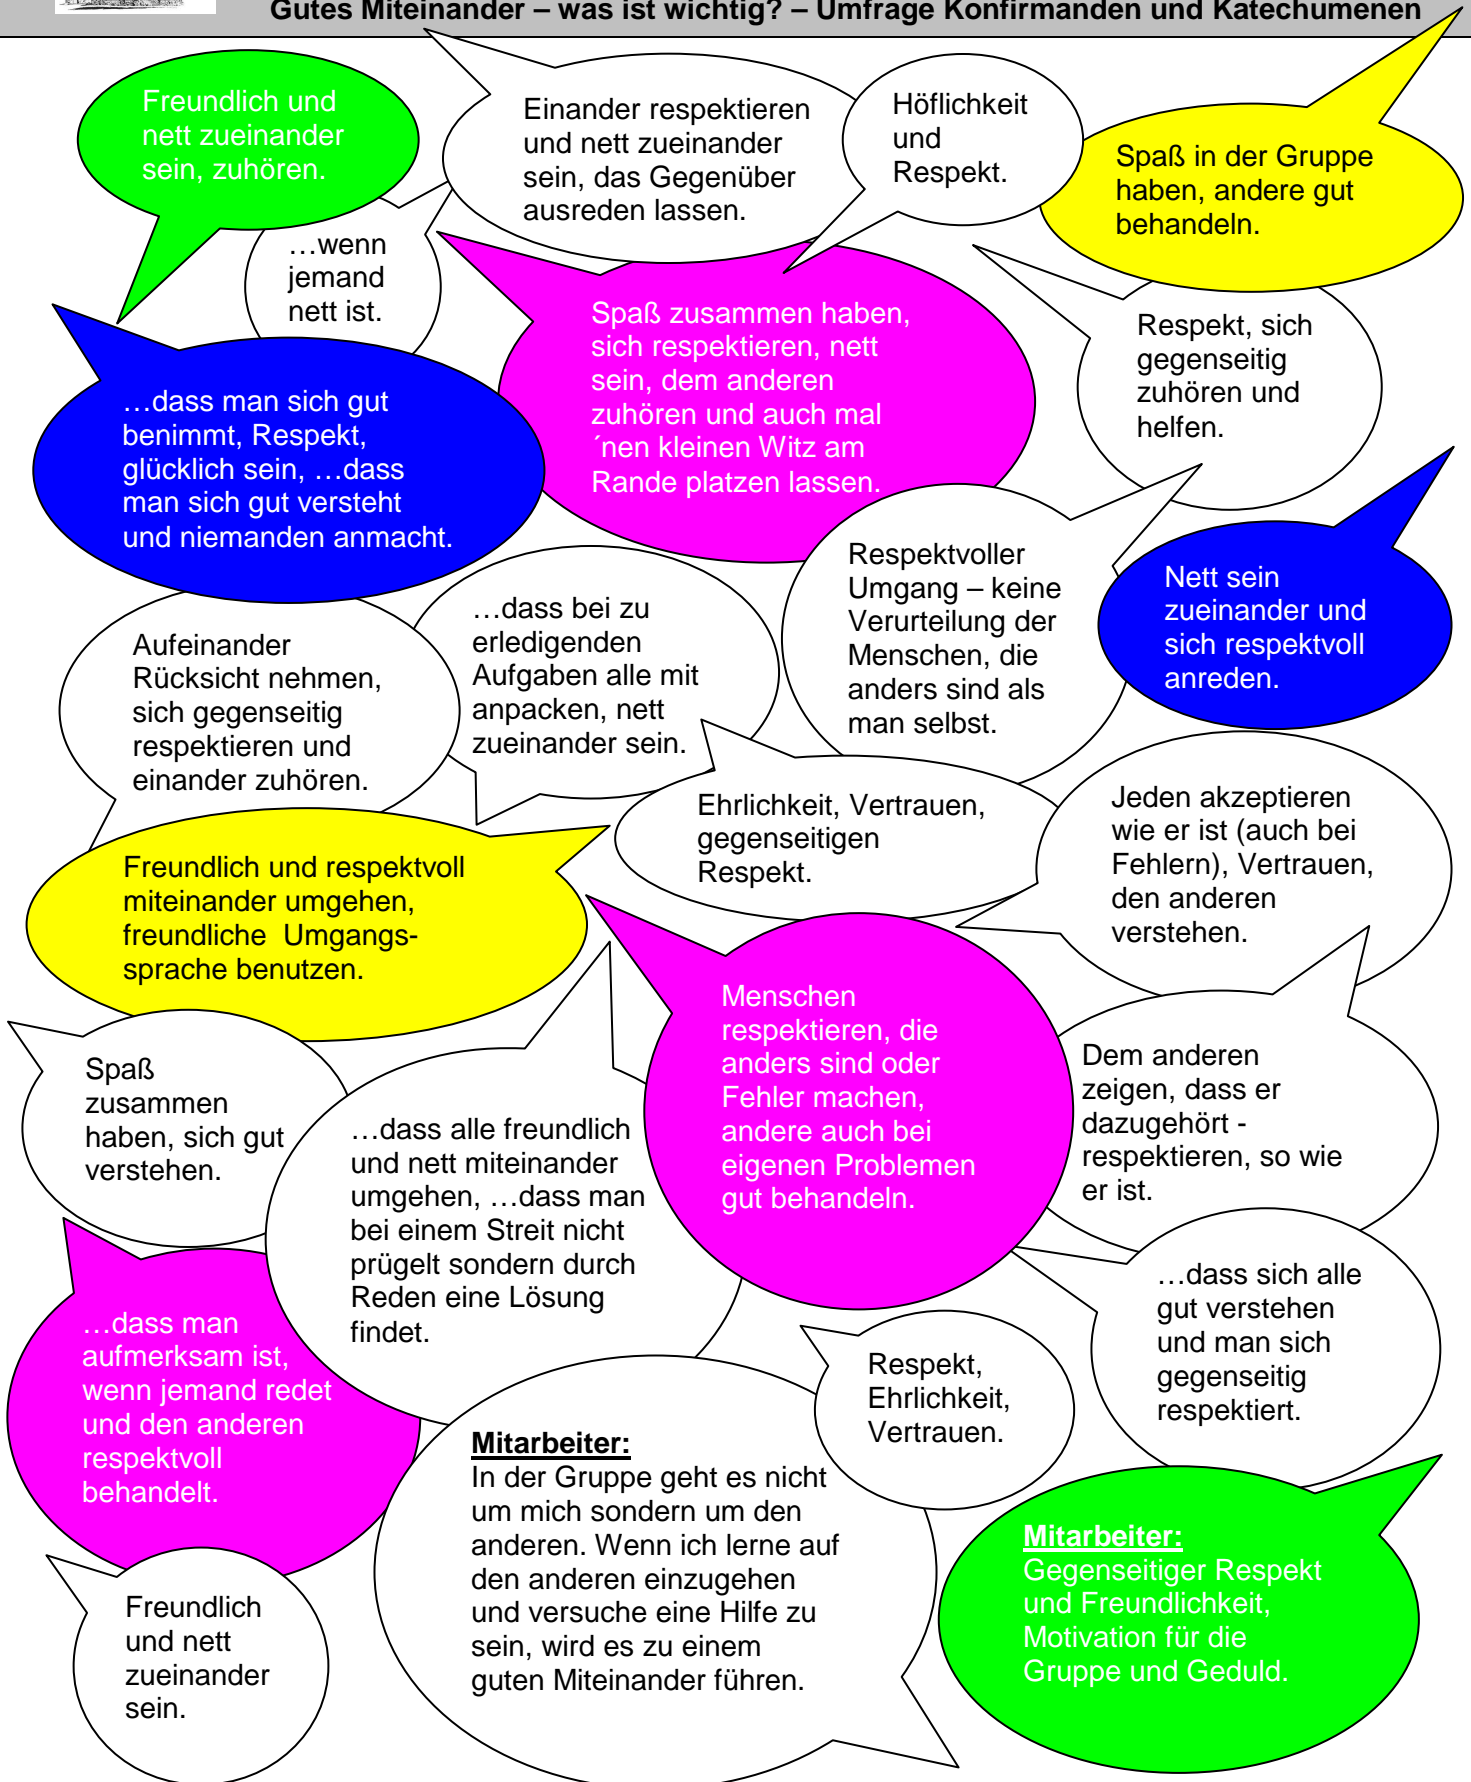 Gutes Miteinander – was ist wichtig? – Umfrage Konfirmanden und Katechumenen
Freundlich und
nett zueinander
sein, zuhören.
Einander respektieren
und nett zueinander
sein, das Gegenüber
ausreden lassen.
Höflichkeit
und
Respekt.
Spaß in der Gruppe
haben, andere gut
behandeln.
…wenn
jemand
nett ist.
Spaß zusammen haben,
sich respektieren, nett
sein, dem anderen
zuhören und auch mal
´nen kleinen Witz am
Rande platzen lassen.
Respekt, sich
gegenseitig
zuhören und
helfen.
…dass man sich gut
benimmt, Respekt,
glücklich sein, …dass
man sich gut versteht
und niemanden anmacht.
Respektvoller
Umgang – keine
Verurteilung der
Menschen, die
anders sind als
man selbst.
Nett sein
zueinander und
sich respektvoll
anreden.
Aufeinander
Rücksicht nehmen,
sich gegenseitig
respektieren und
einander zuhören.
…dass bei zu
erledigenden
Aufgaben alle mit
anpacken, nett
zueinander sein.
Ehrlichkeit, Vertrauen,
gegenseitigen
Respekt.
Jeden akzeptieren
wie er ist (auch bei
Fehlern), Vertrauen,
den anderen
verstehen.
Freundlich und respektvoll
miteinander umgehen,
freundliche  Umgangs-
sprache benutzen.
Menschen
respektieren, die
anders sind oder
Fehler machen,
andere auch bei
eigenen Problemen
gut behandeln.
Dem anderen
zeigen, dass er
dazugehört -
respektieren, so wie
er ist.
Spaß
zusammen
haben, sich gut
verstehen.
…dass alle freundlich
und nett miteinander
umgehen, …dass man
bei einem Streit nicht
prügelt sondern durch
Reden eine Lösung
findet.
…dass sich alle
gut verstehen
und man sich
gegenseitig
respektiert.
…dass man
aufmerksam ist,
wenn jemand redet
und den anderen
respektvoll
behandelt.
Respekt,
Ehrlichkeit,
Vertrauen.
Mitarbeiter:
In der Gruppe geht es nicht
um mich sondern um den
anderen. Wenn ich lerne auf
den anderen einzugehen
und versuche eine Hilfe zu
sein, wird es zu einem
guten Miteinander führen.
Mitarbeiter:
Gegenseitiger Respekt
und Freundlichkeit,
Motivation für die
Gruppe und Geduld.
Freundlich
und nett
zueinander
sein.